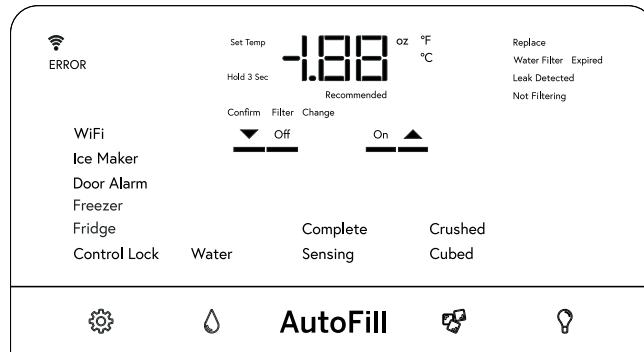 ERROR
Set Temp
Hold 3 Sec
-1.88 oz °F
°C
Recommended
Confirm Filter Change
Off On
Replace
Water Filter Expired
Leak Detected
Not Filtering
WiFi
Ice Maker
Door Alarm
Freezer
Fridge
Control Lock
Water
Complete
Sensing
Crushed
Cubed
AutoFill